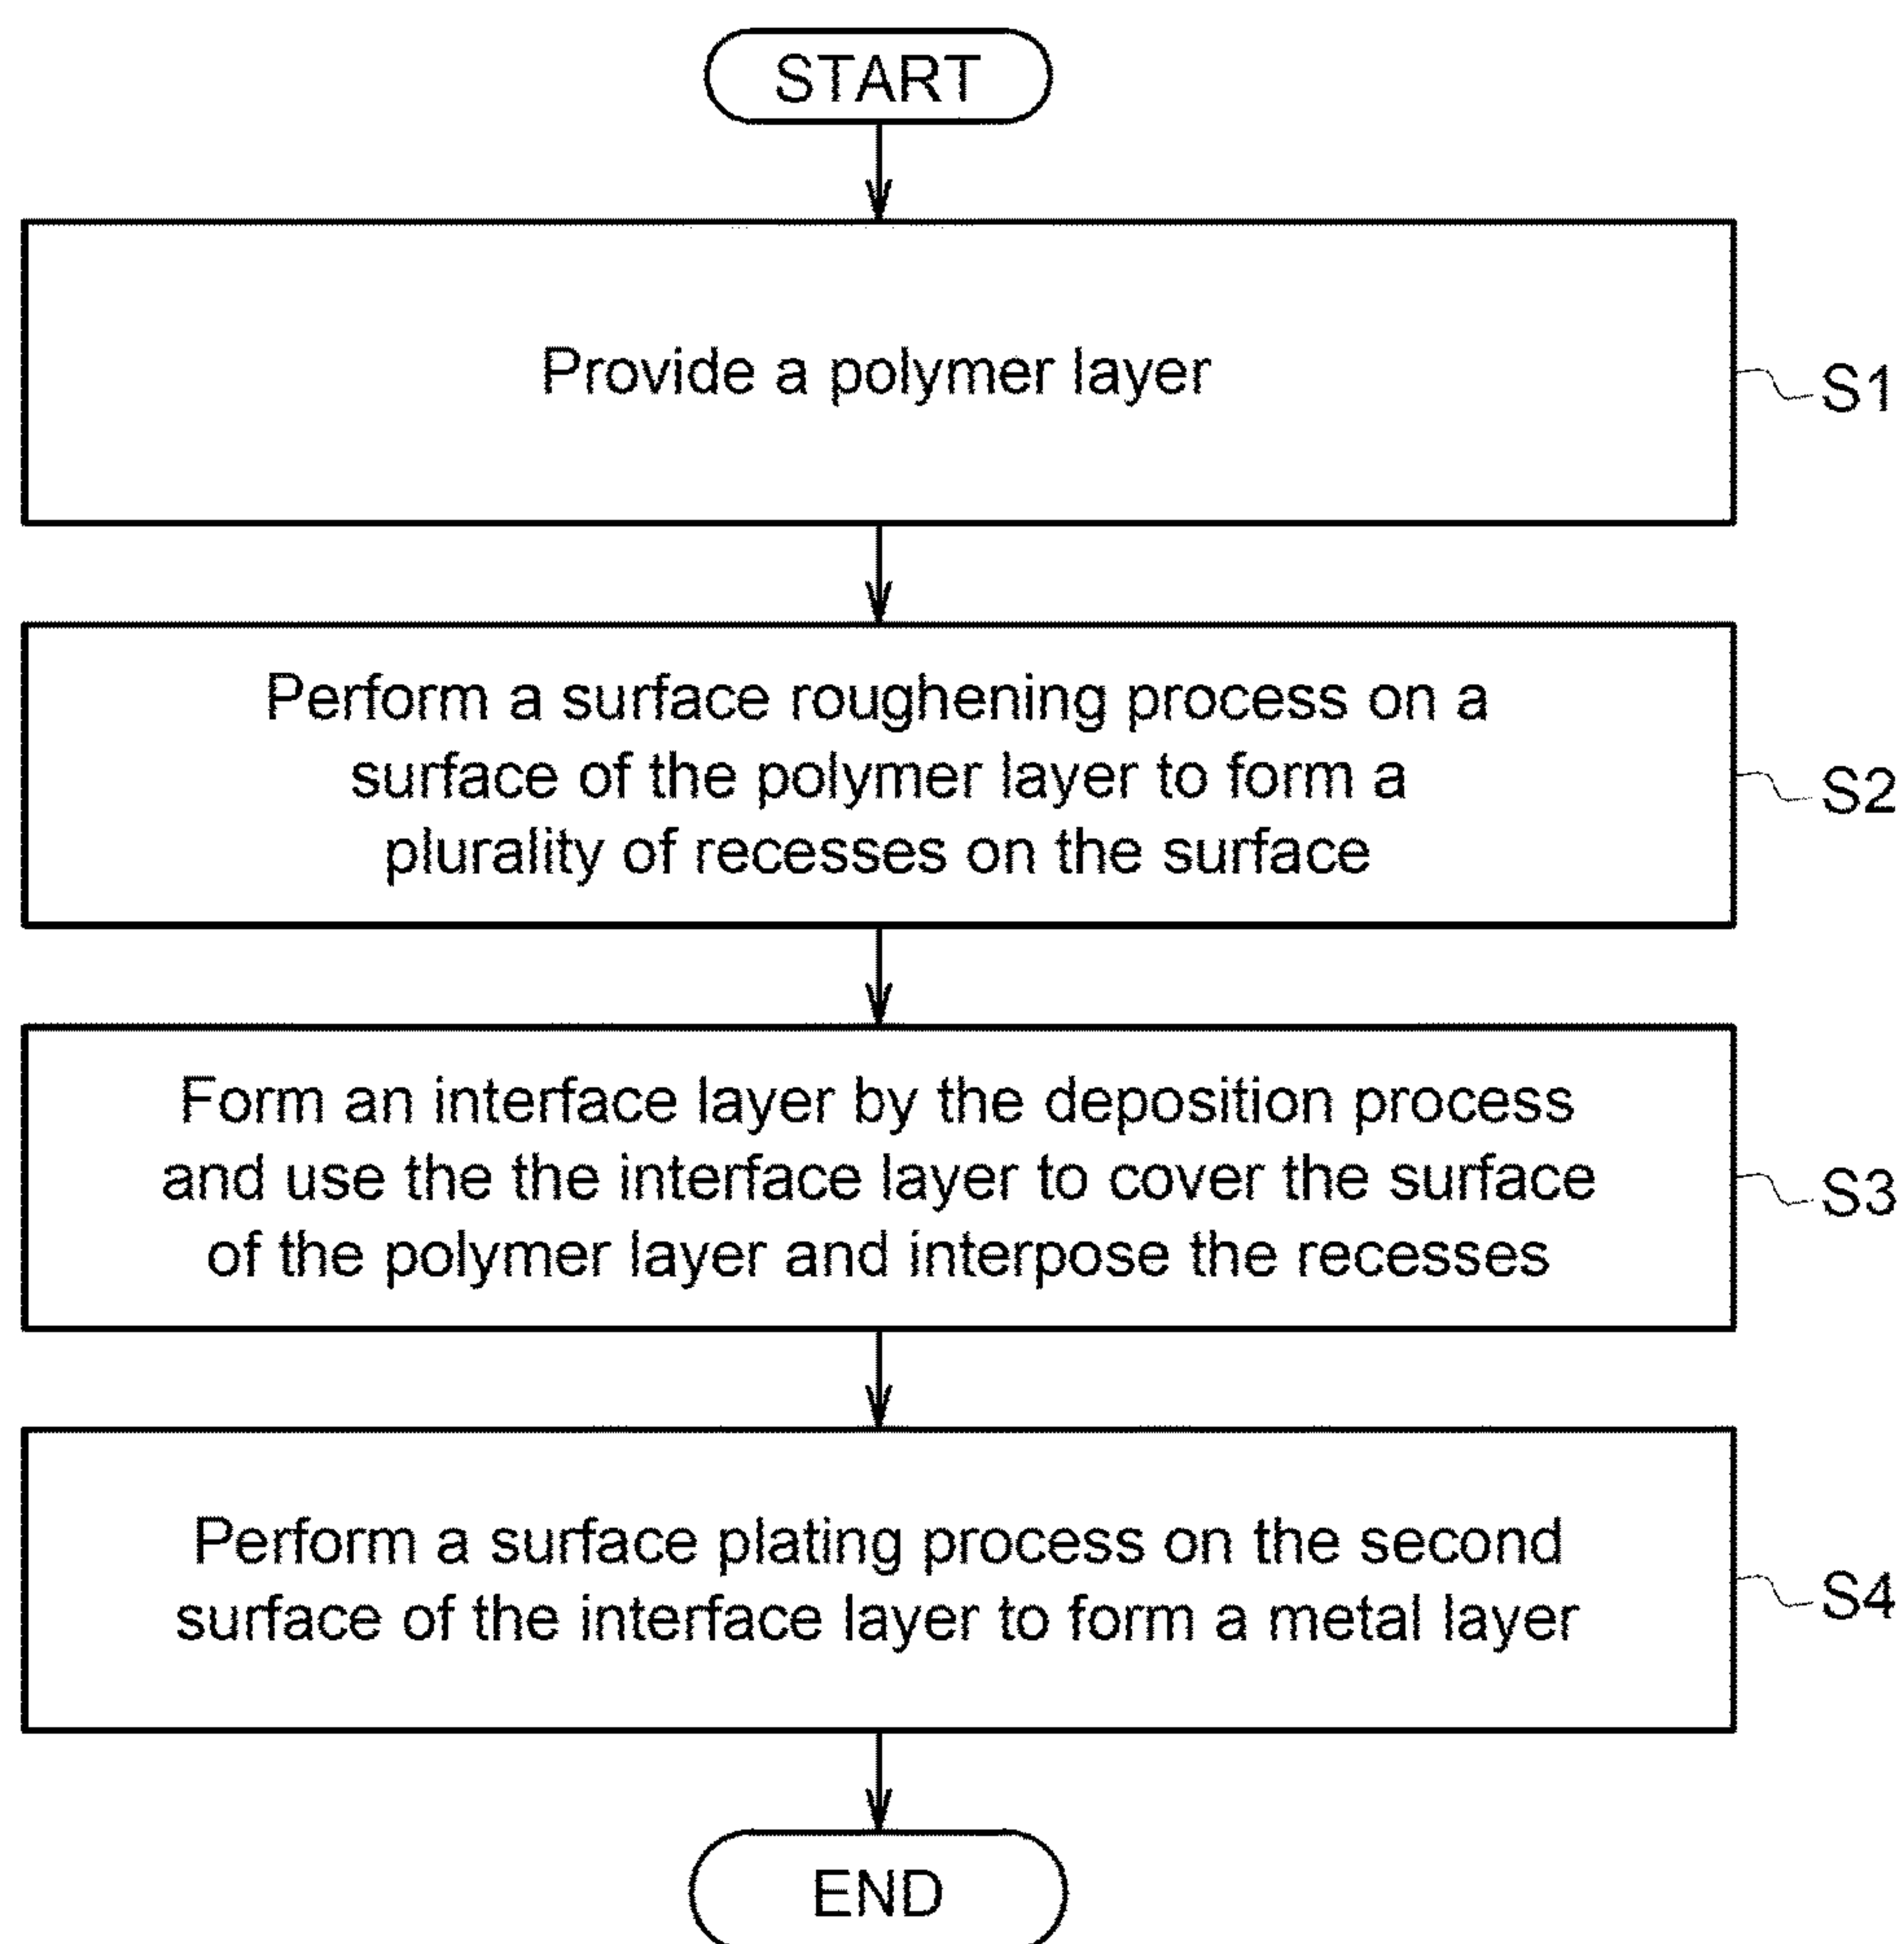 START
Provide a polymer layer
S1
Perform a surface roughening process on a
surface of the polymer layer to form a
plurality of recesses on the surface
S2
Form an interface layer by the deposition process
and use the the interface layer to cover the surface
of the polymer layer and interpose the recesses
S3
Perform a surface plating process on the second
surface of the interface layer to form a metal layer
S4
END